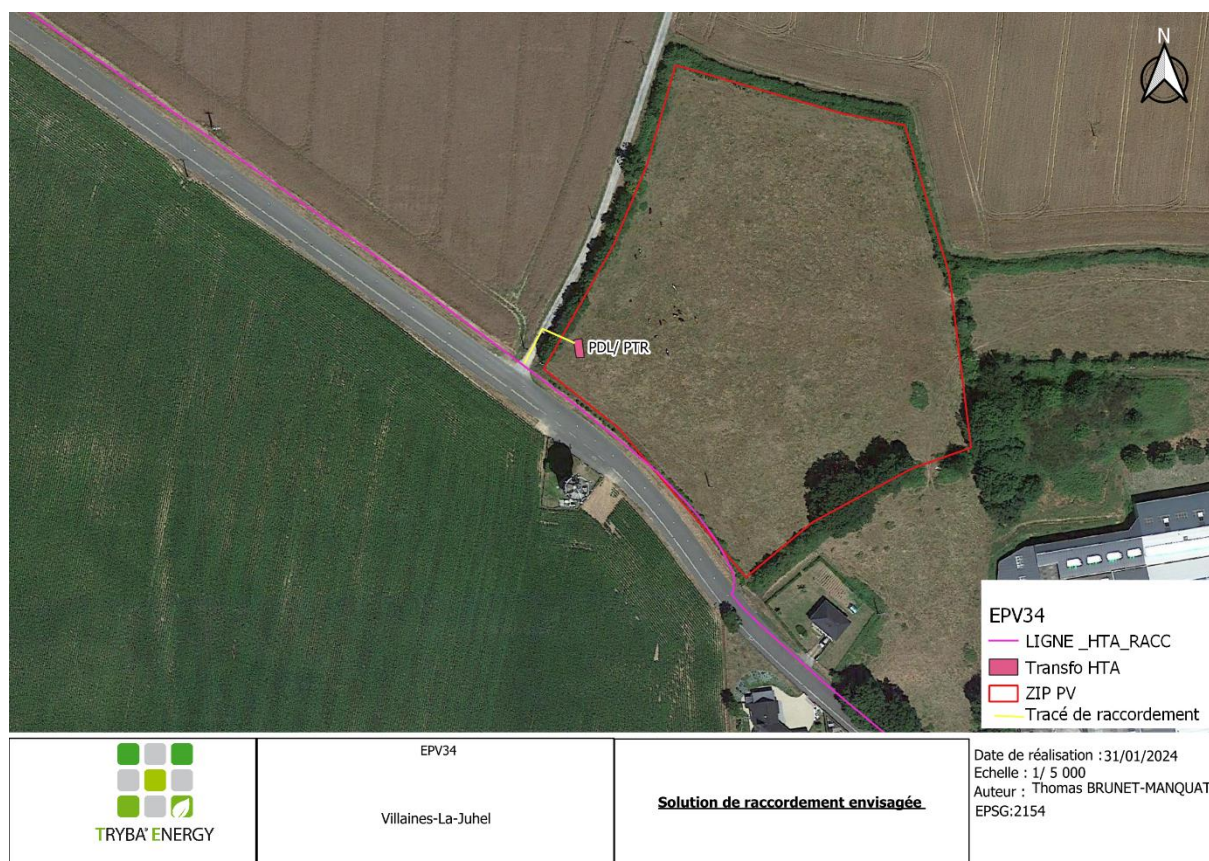 N
PDL/ PTR
EPV34
LIGNE _HTA_RACC
Transfo HTA
ZIP PV
Tracé de raccordement
TRYBA ENERGY
EPV34
Villaines-La-Juhel
Solution de raccordement envisagée
Date de réalisation :31/01/2024
Echelle : 1/ 5 000
Auteur : Thomas BRUNET-MANQUAT
EPSG:2154